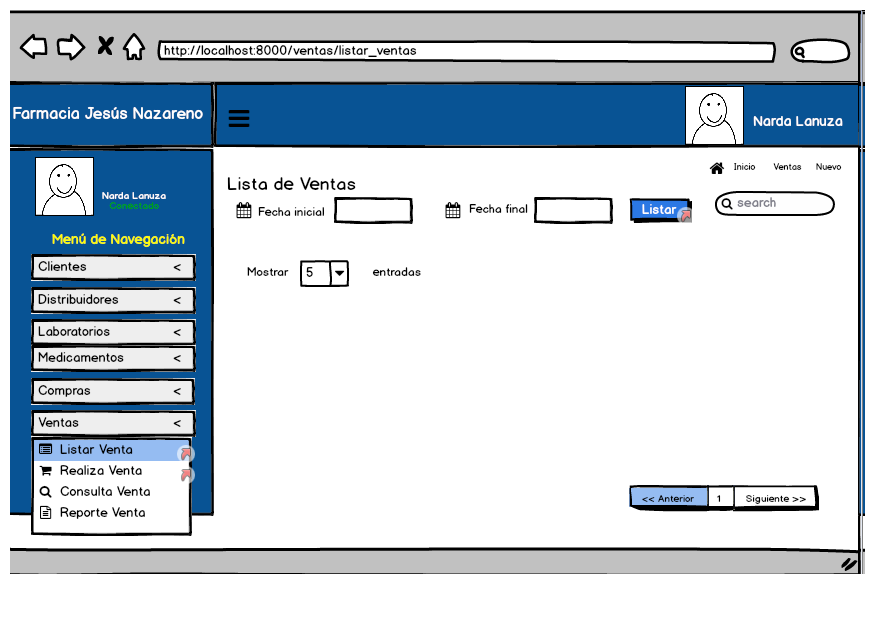 http://localhost:8000/ventas/listar_ventas
Farmacia Jesús Nazareno
Narda Lanuza
Narda Lanuza
Conectado
Menú de Navegación
Clientes <
Distribuidores <
Laboratorios <
Medicamentos <
Compras <
Ventas <
Listar Venta
Realiza Venta
Consulta Venta
Reporte Venta
Inicio Ventas Nuevo
Lista de Ventas
Fecha inicial Fecha final Listar search
Mostrar 5 entradas
<< Anterior 1 Siguiente >>